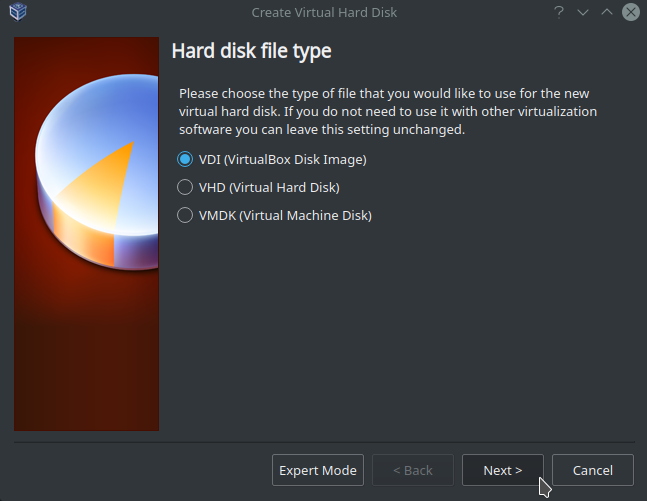 Create Virtual Hard Disk
Hard disk file type
Please choose the type of file that you would like to use for the new
virtual hard disk. If you do not need to use it with other virtualization
software you can leave this setting unchanged.
VDI (VirtualBox Disk Image)
VHD (Virtual Hard Disk)
VMDK (Virtual Machine Disk)
Expert Mode < Back Next > Cancel